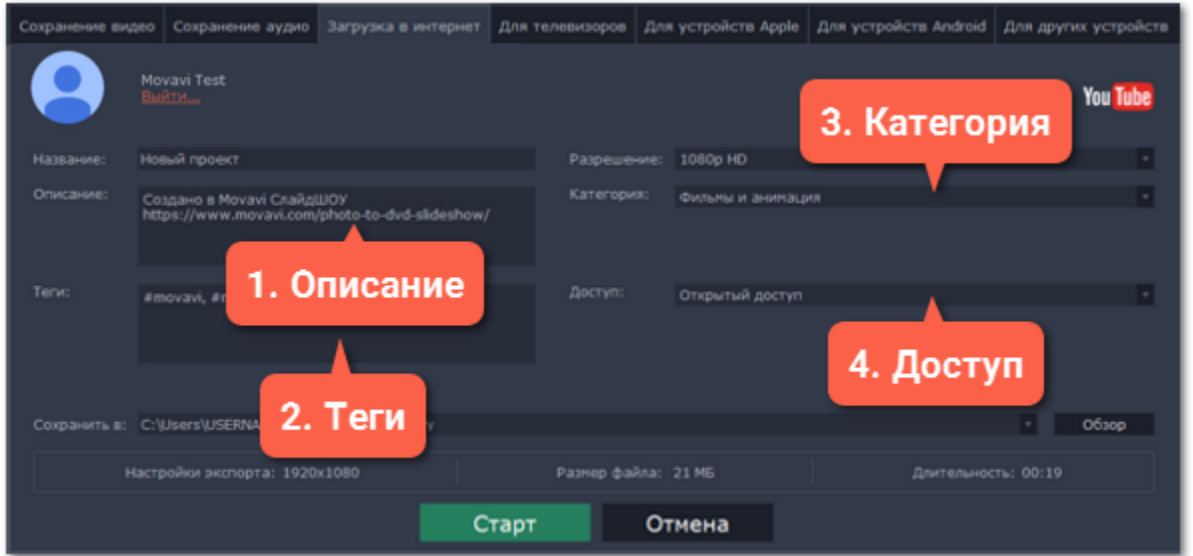 Сохранение видео Сохранение аудио Загрузка в интернет Для телевизоров Для устройств Apple Для устройств Android Для других устройств
Movavi Test
Выйти...
YouTube
3. Категория
Название: Новый проект
Разрешение: 1080p HD
Описание: Создано в Movavi СлайдШОУ
https://www.movavi.com/photo-to-dvd-slideshow/
Категория: Фильмы и анимация
1. Описание
Теги: #movavi,
Доступ: Открытый доступ
4. Доступ
2. Теги
Сохранить в: C:\Users\USERNA
Обзор
Настройки экспорта: 1920x1080 Размер файла: 21 МБ Длительность: 00:19
Старт Отмена